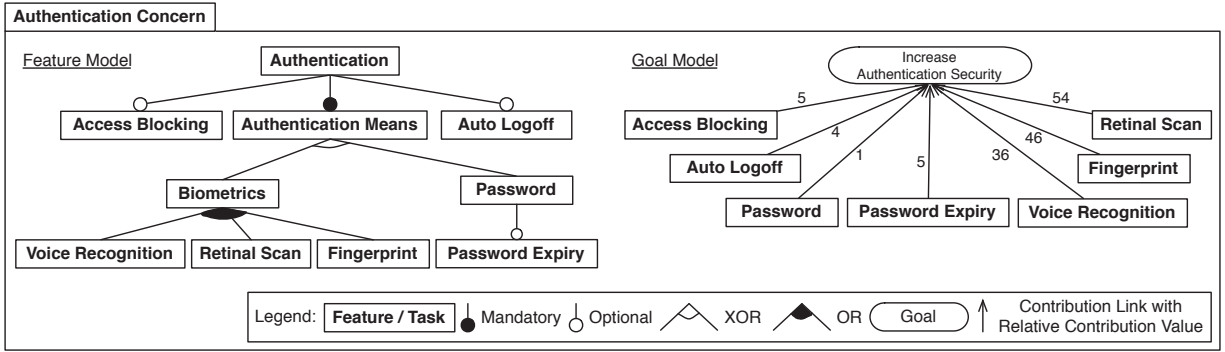 Authentication Concern
Feature Model
Authentication
Access Blocking
Authentication Means
Auto Logoff
Biometrics
Password
Voice Recognition
Retinal Scan
Fingerprint
Password Expiry
Goal Model
Increase
Authentication Security
5
54
Access Blocking
Retinal Scan
4
46
Auto Logoff
1
5
36
Fingerprint
Password
Password Expiry
Voice Recognition
Legend:
Feature / Task
Mandatory
Optional
XOR
OR
Goal
Contribution Link with
Relative Contribution Value